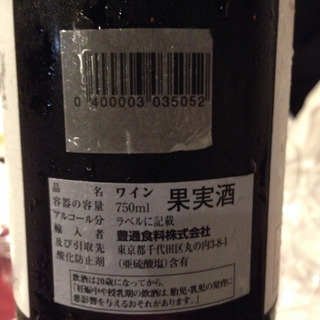 0 400003 035052
品 名 ワイン 果実酒
容器の容量 750ml
アルコール分 ラベルに記載
輸入者 豊通食料株式会社
及び引取先 東京都千代田区丸の内3-8-1
酸化防止剤 (亜硫酸塩)含有
飲酒は20歳になってから。
「妊娠中や授乳期の飲酒は、胎児・乳児の発育に
悪影響を与えるおそれがあります。」